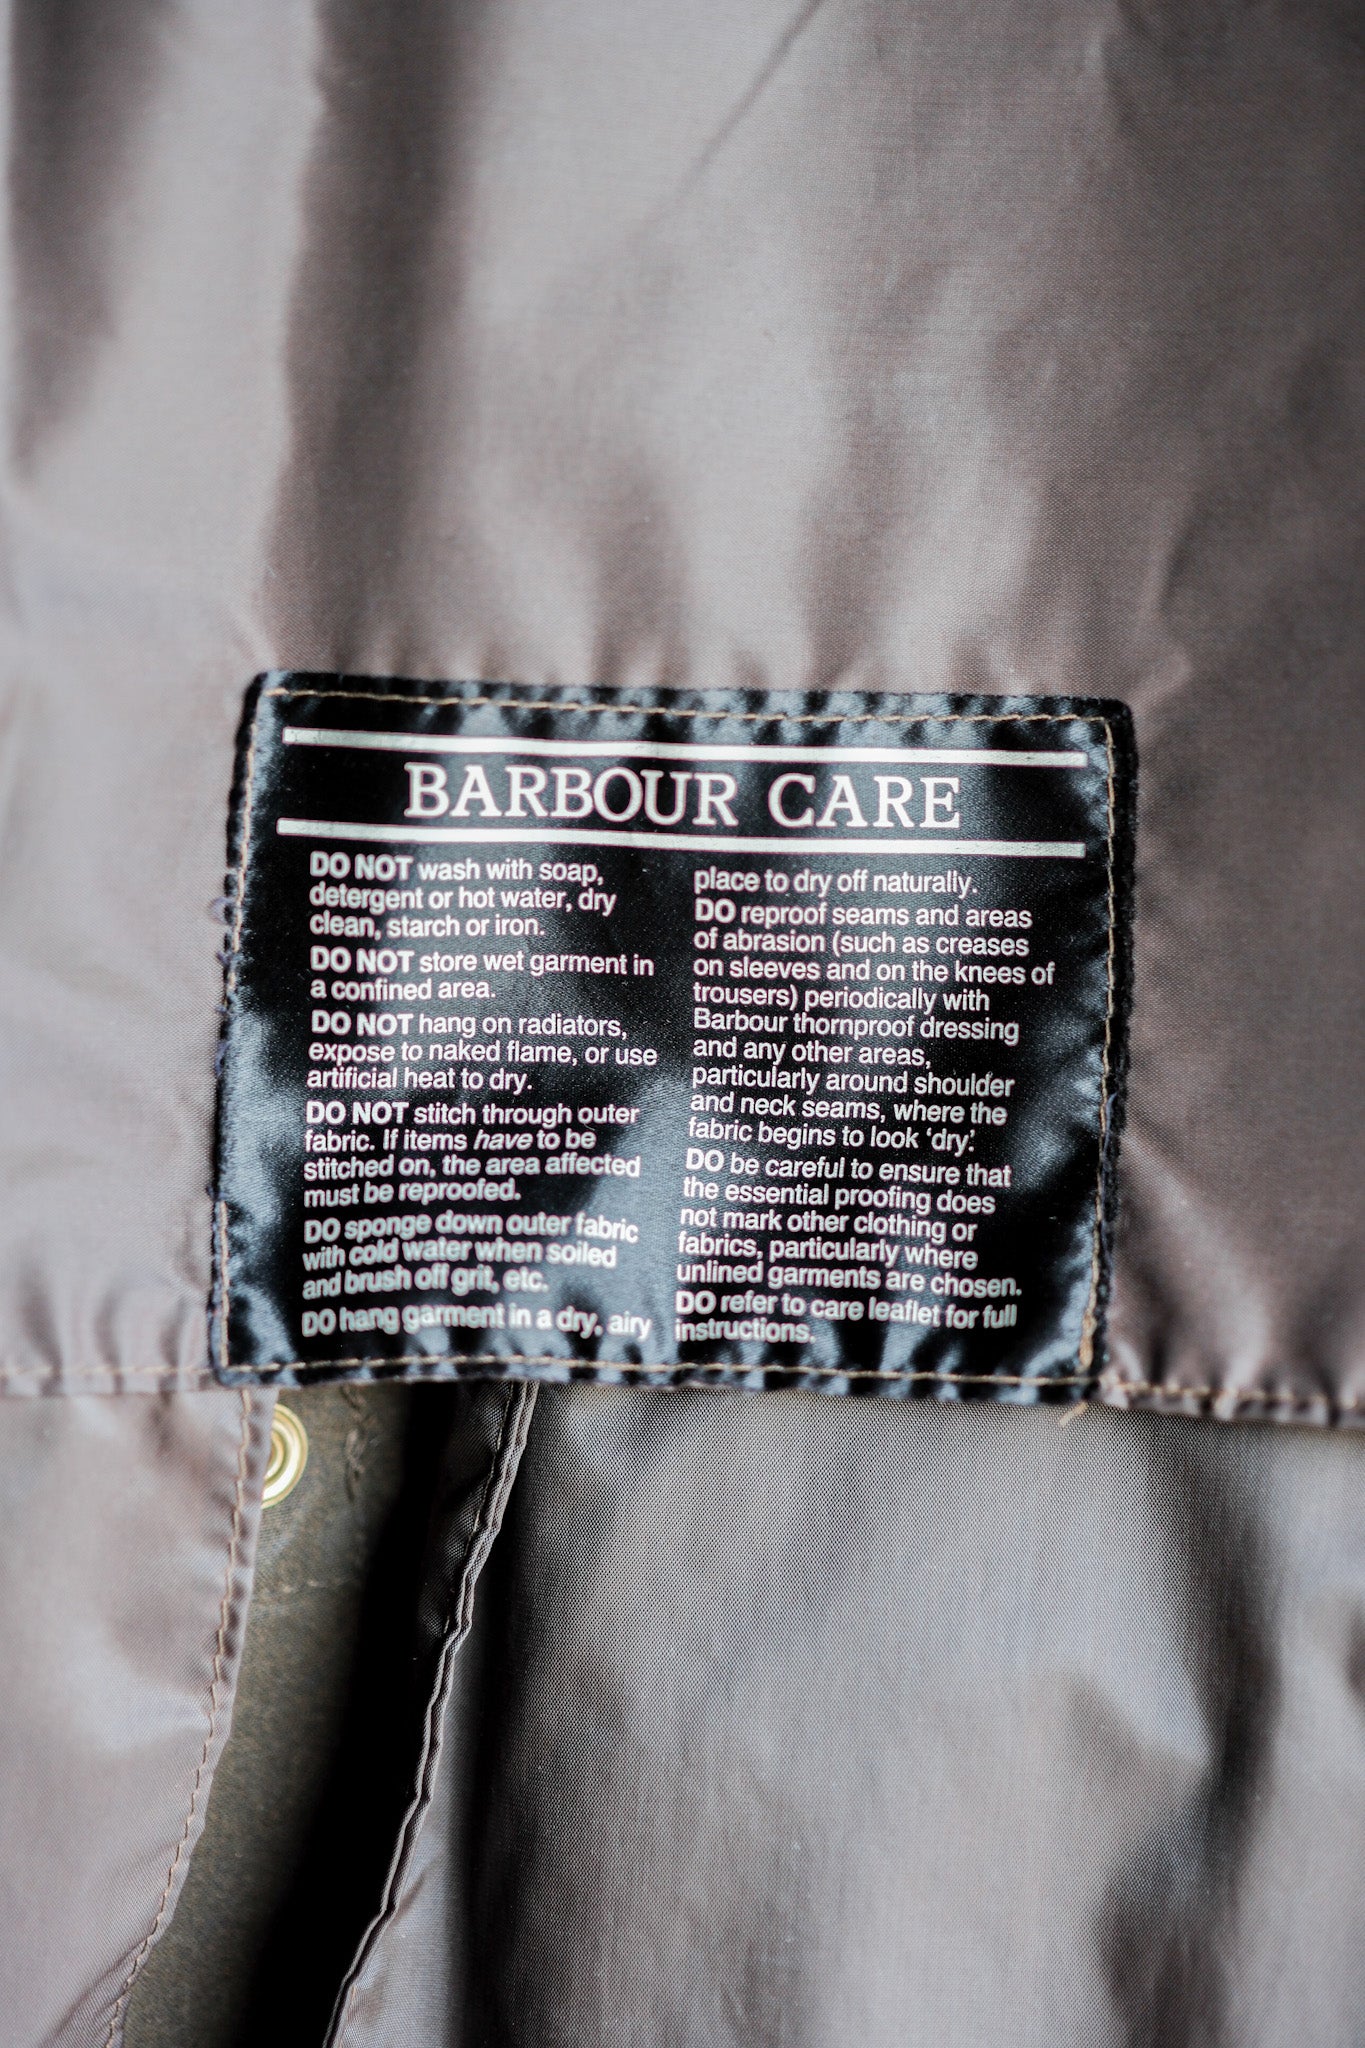 BARBOUR CARE
DO NOT wash with soap,
detergent or hot water, dry
clean, starch or iron.
DO NOT store wet garment in
a confined area.
DO NOT hang on radiators,
expose to naked flame, or use
artificial heat to dry.
DO NOT stitch through outer
fabric. If items have to be
stitched on, the area affected
must be reproofed.
DO sponge down outer fabric
with cold water when soiled
and brush off grit, etc.
DO hang garment in a dry, airy
place to dry off naturally.
DO reproof seams and areas
of abrasion (such as creases
on sleeves and on the knees of
trousers) periodically with
Barbour thornproof dressing
and any other areas,
particularly around shoulder
and neck seams, where the
fabric begins to look ‘dry’.
DO be careful to ensure that
the essential proofing does
not mark other clothing or
fabrics, particularly where
unlined garments are chosen.
DO refer to care leaflet for full
instructions.